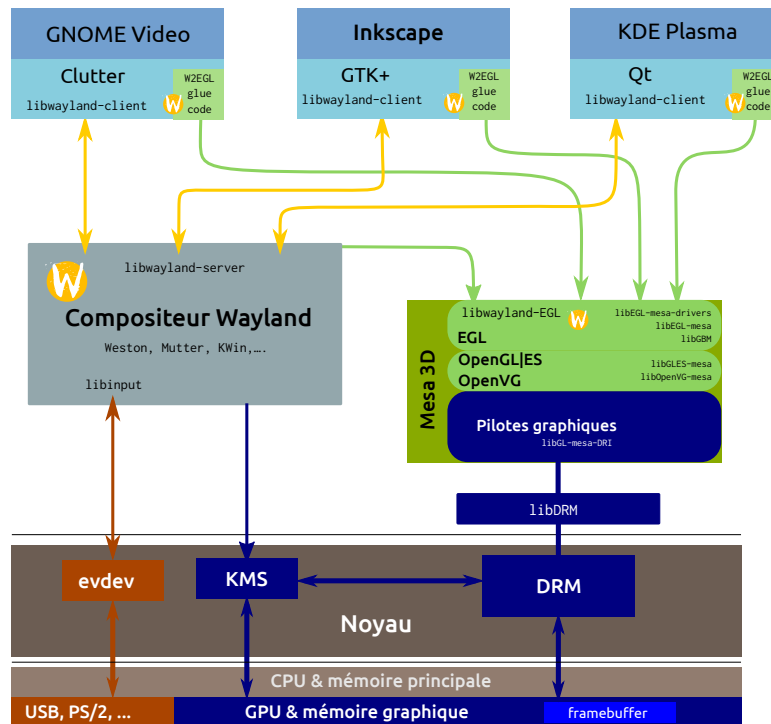 GNOME Video
Inkscape
KDE Plasma
Clutter
libwayland-client
W2EGL
glue
code
W
GTK+
libwayland-client
W2EGL
glue
code
W
Qt
libwayland-client
W2EGL
glue
code
W
W
libwayland-server
Compositeur Wayland
Weston, Mutter, KWin,….
libinput
Mesa 3D
libwayland-EGL
W
EGL
libEGL-mesa-drivers
libEGL-mesa
libGBM
OpenGL|ES
OpenVG
libGLES-mesa
libOpenVG-mesa
Pilotes graphiques
libGL-mesa-DRI
libDRM
evdev
KMS
DRM
Noyau
CPU & mémoire principale
USB, PS/2, ...
GPU & mémoire graphique
framebuffer